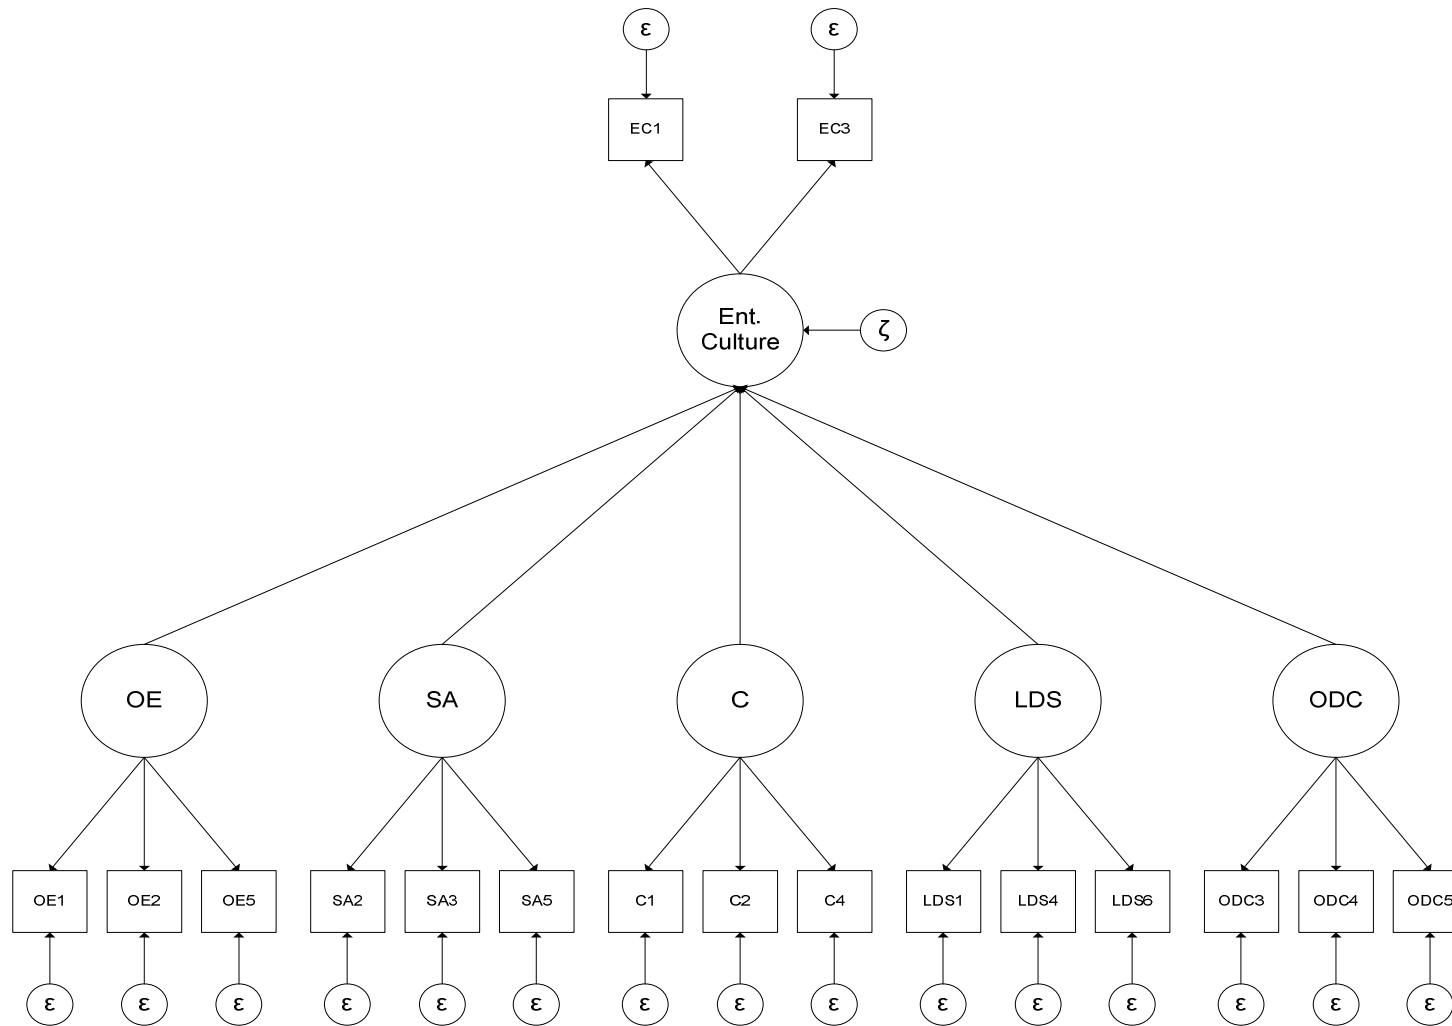 ε ε
EC1 EC3
Ent.
Culture
ζ
OE SA C LDS ODC
OE1 OE2 OE5 SA2 SA3 SA5 C1 C2 C4 LDS1 LDS4 LDS6 ODC3 ODC4 ODC5
ε ε ε ε ε ε ε ε ε ε ε ε ε ε ε